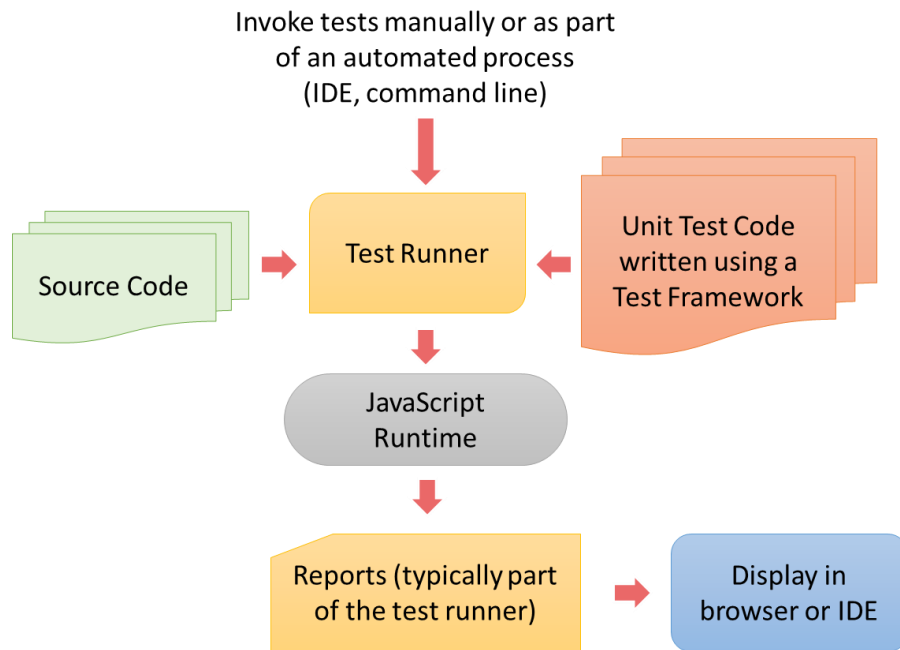 Invoke tests manually or as part
of an automated process
(IDE, command line)
Source Code
Test Runner
Unit Test Code
written using a
Test Framework
JavaScript
Runtime
Reports (typically part
of the test runner)
Display in
browser or IDE